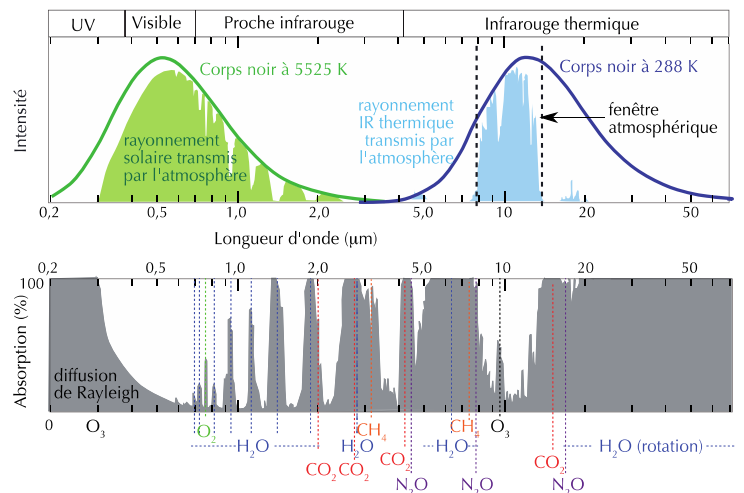 UV
Visible
Proche infrarouge
Infrarouge thermique
Intensité
Corps noir à 5525 K
Corps noir à 288 K
rayonnement
solaire transmis
par l'atmosphère
rayonnement
IR thermique
transmis par
l'atmosphère
fenêtre
atmosphérique
0,2 0,5 1,0 2,0 5,0 10 20 50
Longueur d'onde (μm)
0,2 0,5 1,0 2,0 5,0 10 20 50
Absorption (%)
100
diffusion
de Rayleigh
0
O3
O2
CH4
CH4
O3
H2O
H2O
H2O
H2O (rotation)
CO2
CO2
CO2
CO2
N2O
N2O
N2O